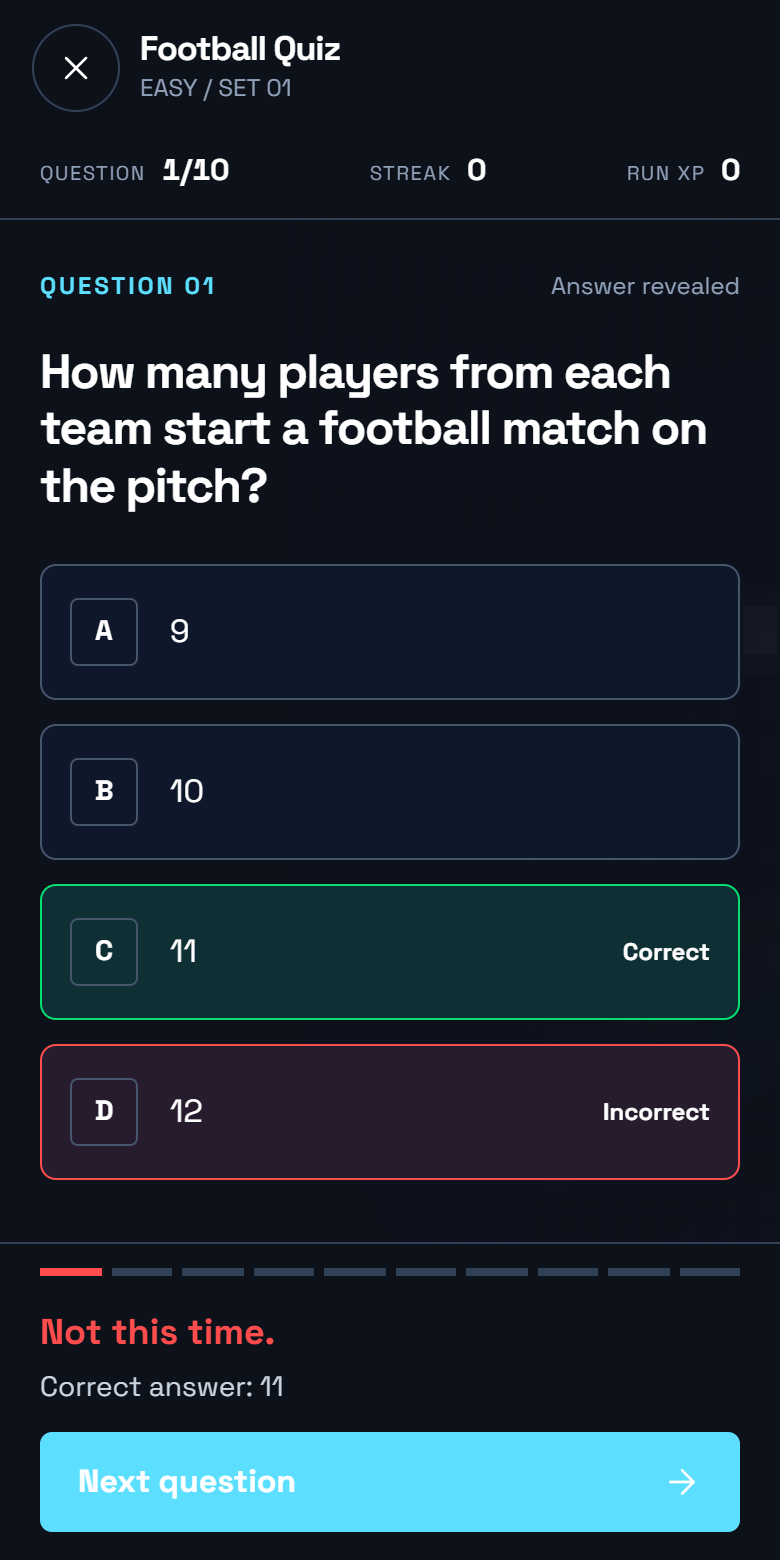 Football Quiz
EASY / SET 01
QUESTION 1/10 STREAK 0 RUN XP 0
QUESTION 01 Answer revealed
How many players from each
team start a football match on
the pitch?
A 9
B 10
C 11 Correct
D 12 Incorrect
Not this time.
Correct answer: 11
Next question